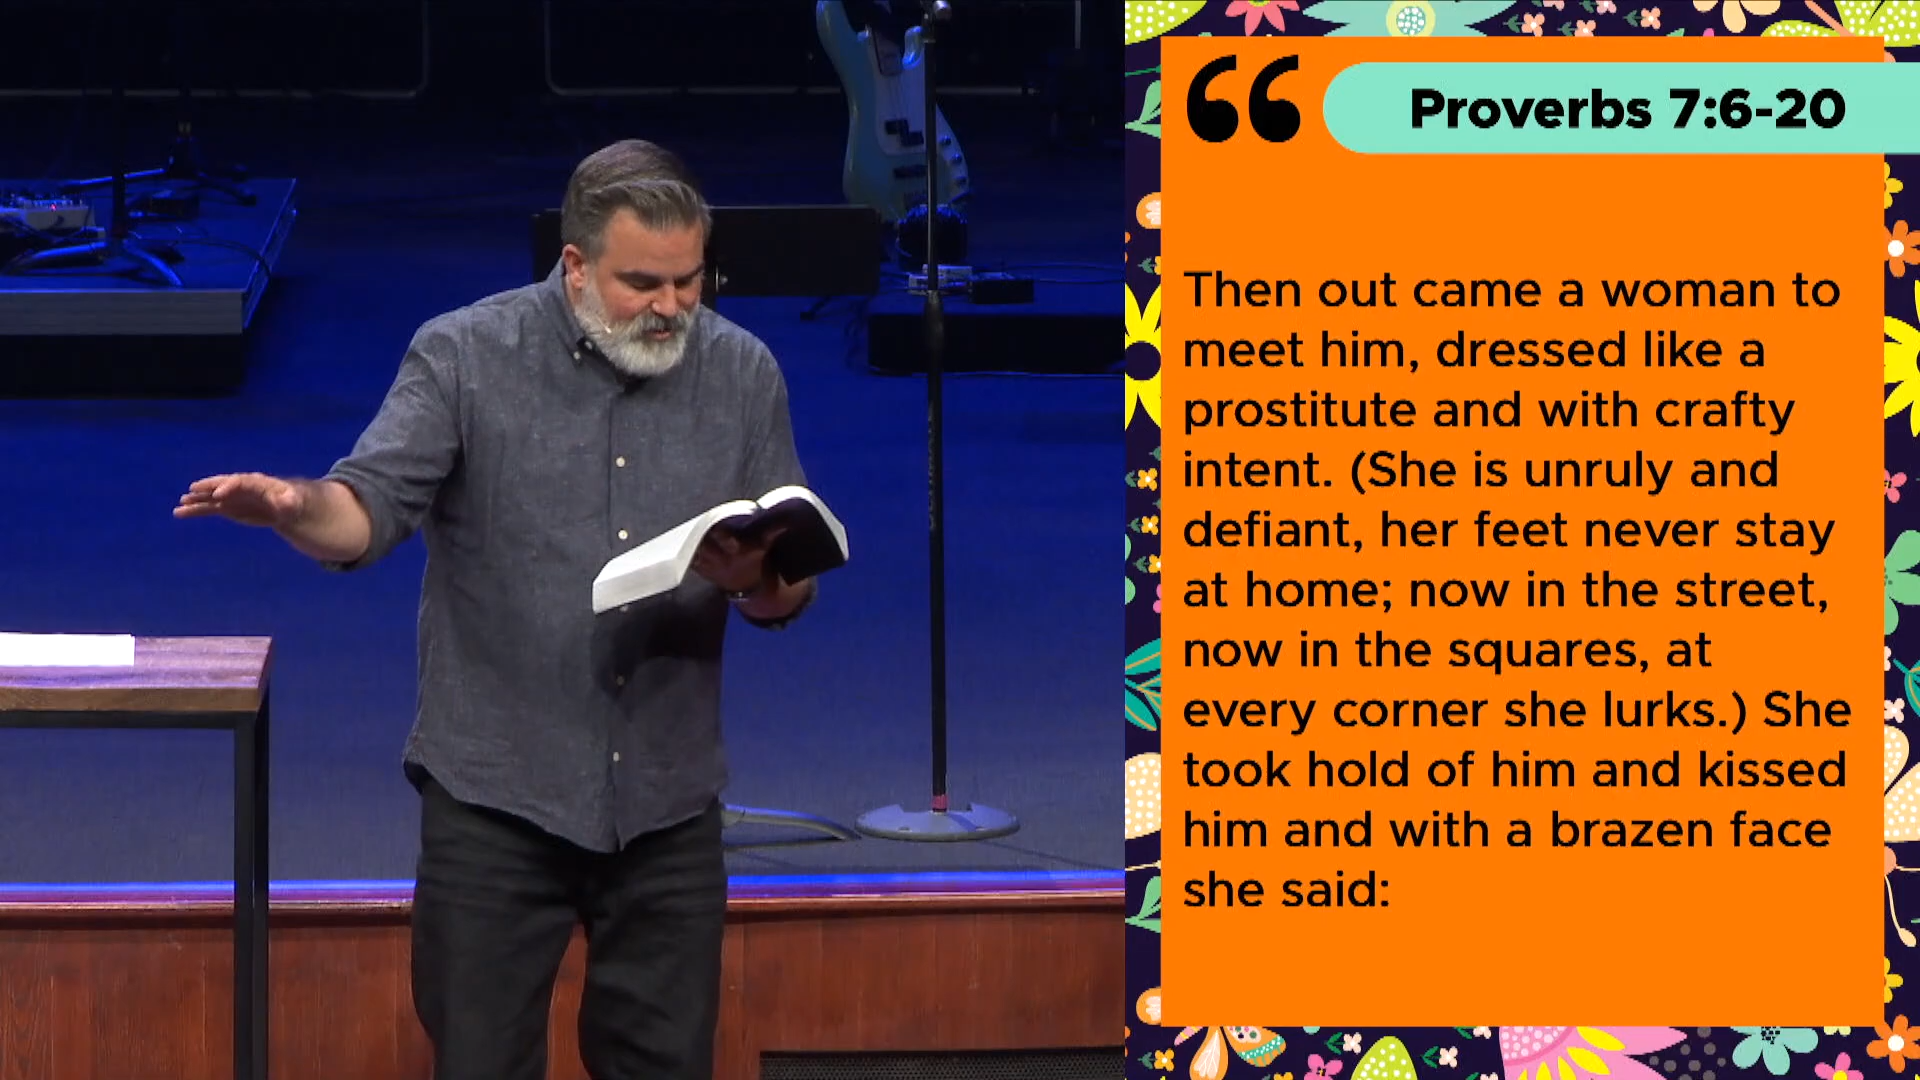 “
Proverbs 7:6-20
Then out came a woman to
meet him, dressed like a
prostitute and with crafty
intent. (She is unruly and
defiant, her feet never stay
at home; now in the street,
now in the squares, at
every corner she lurks.) She
took hold of him and kissed
him and with a brazen face
she said: